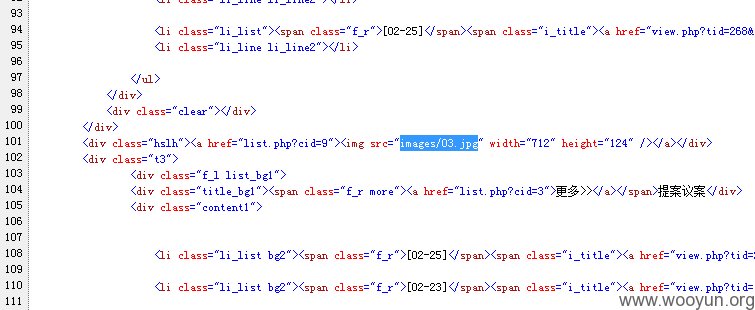 92
93
94 <li class="li_list"><span class="f_r">[02-25]</span><span class="i_title"><a href="view.php?tid=268&
95 <li class="li_line li_line2"></li>
96
97 </ul>
98 </div>
99 <div class="clear"></div>
100 </div>
101 <div class="hslh"><a href="list.php?cid=9"><img src="images/03.jpg" width="712" height="124" /></a></div>
102 <div class="t3">
103 <div class="f_l list_bg1">
104 <div class="title_bg1"><span class="f_r more"><a href="list.php?cid=3">更多>></a></span>提案议案</div>
105 <div class="content1">
106
107
108 <li class="li_list bg2"><span class="f_r">[02-25]</span><span class="i_title"><a href="view.php?tid=2
109
110 <li class="li_list bg2"><span class="f_r">[02-23]</span><span class="i_title"><a href="view.php?tid=
111
www.wooyun.org